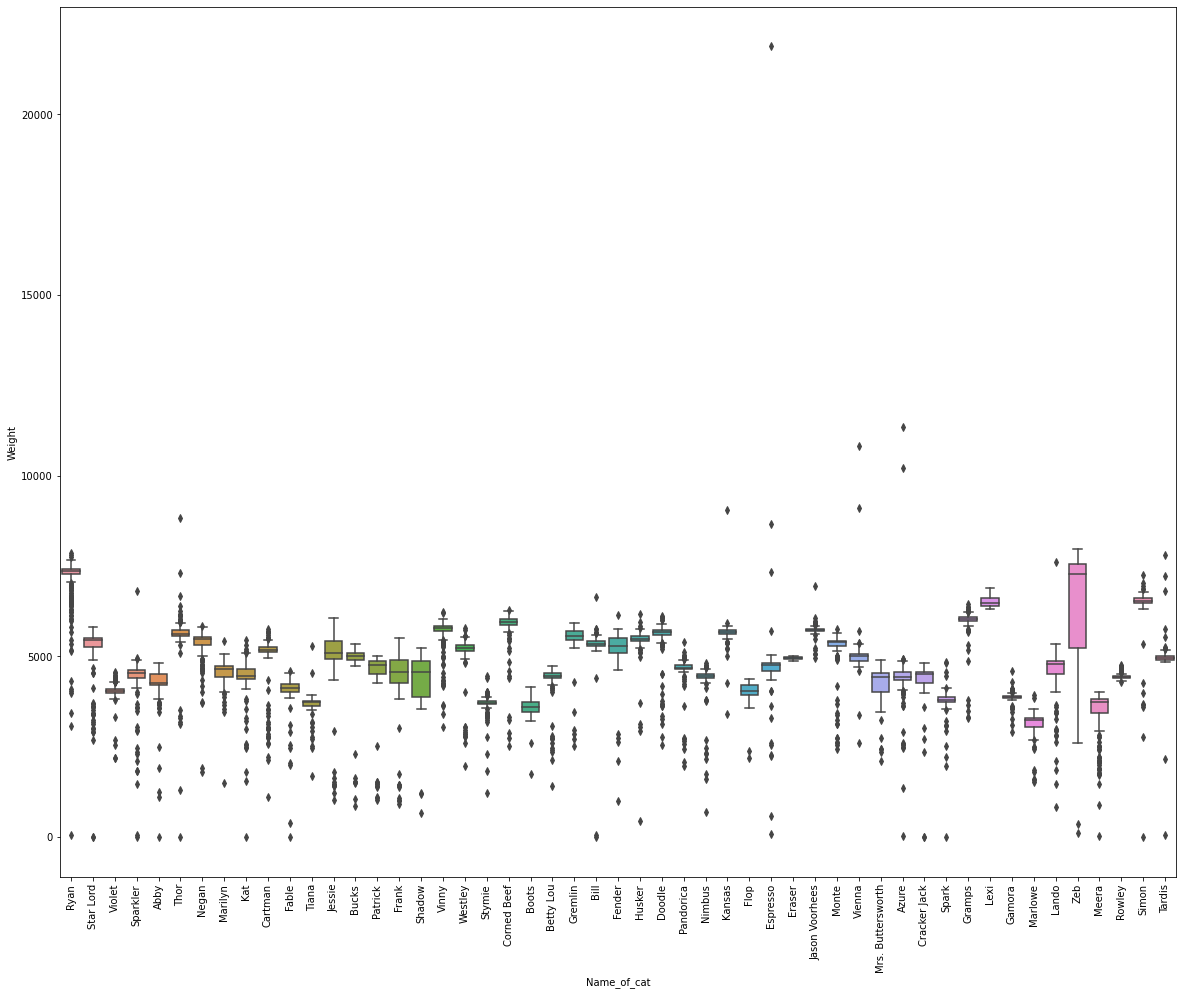 20000
15000
10000
5000
0
Weight
Ryan
Star Lord
Violet
Sparkler
Abby
Thor
Negan
Marilyn
Kat
Cartman
Fable
Tiana
Jessie
Bucks
Patrick
Frank
Shadow
Vinny
Westley
Stymie
Corned Beef
Boots
Betty Lou
Gremlin
Bill
Fender
Husker
Doodle
Pandorica
Nimbus
Kansas
Flop
Espresso
Eraser
Jason Voorhees
Monte
Vienna
Mrs. Buttersworth
Azure
Cracker Jack
Spark
Gramps
Lexi
Gamora
Marlowe
Lando
Zeb
Meera
Rowley
Simon
Tardis
Name_of_cat